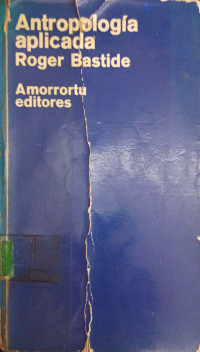 Antropología
aplicada
Roger Bastide
Amorrortu
editores